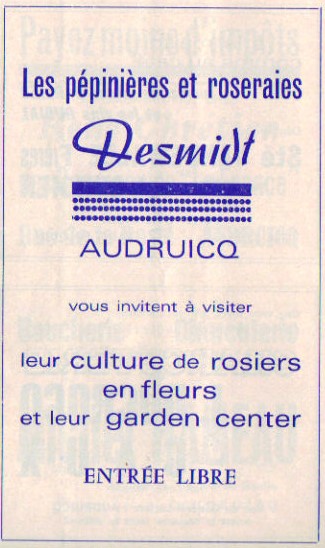 Les pépinières et roseraies
Desmidt
AUDRUICQ
vous invitent à visiter
leur culture de rosiers
en fleurs
et leur garden center
ENTRÉE LIBRE